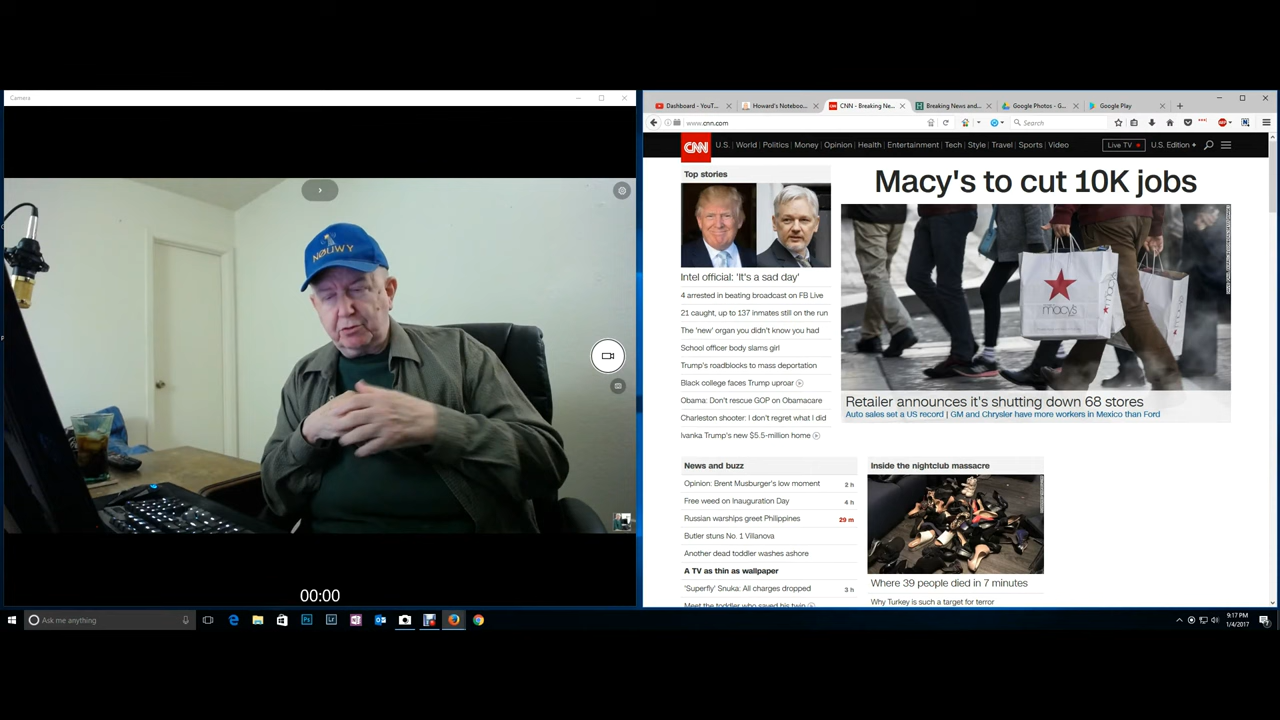 Camera
NØUWY
00:00
Dashboard - YouT...
Howard's Noteboo...
CNN - Breaking Ne...
Breaking News and...
Google Photos - G...
Google Play
www.cnn.com
Search
CNN
U.S.
World
Politics
Money
Opinion
Health
Entertainment
Tech
Style
Travel
Sports
Video
Live TV
U.S. Edition
Top stories
Intel official: 'It's a sad day'
4 arrested in beating broadcast on FB Live
21 caught, up to 137 inmates still on the run
The 'new' organ you didn't know you had
School officer body slams girl
Trump's roadblocks to mass deportation
Black college faces Trump uproar
Obama: Don't rescue GOP on Obamacare
Charleston shooter: I don't regret what I did
Ivanka Trump's new $5.5-million home
Macy's to cut 10K jobs
macy's
Retailer announces it's shutting down 68 stores
Auto sales set a US record | GM and Chrysler have more workers in Mexico than Ford
News and buzz
Opinion: Brent Musburger's low moment 2 h
Free weed on Inauguration Day 4 h
Russian warships greet Philippines 29 m
Butler stuns No. 1 Villanova
Another dead toddler washes ashore
A TV as thin as wallpaper
'Superfly' Snuka: All charges dropped 3 h
Meet the toddler who saved his twin
Inside the nightclub massacre
Where 39 people died in 7 minutes
Why Turkey is such a target for terror
Ask me anything
9:17 PM
1/4/2017